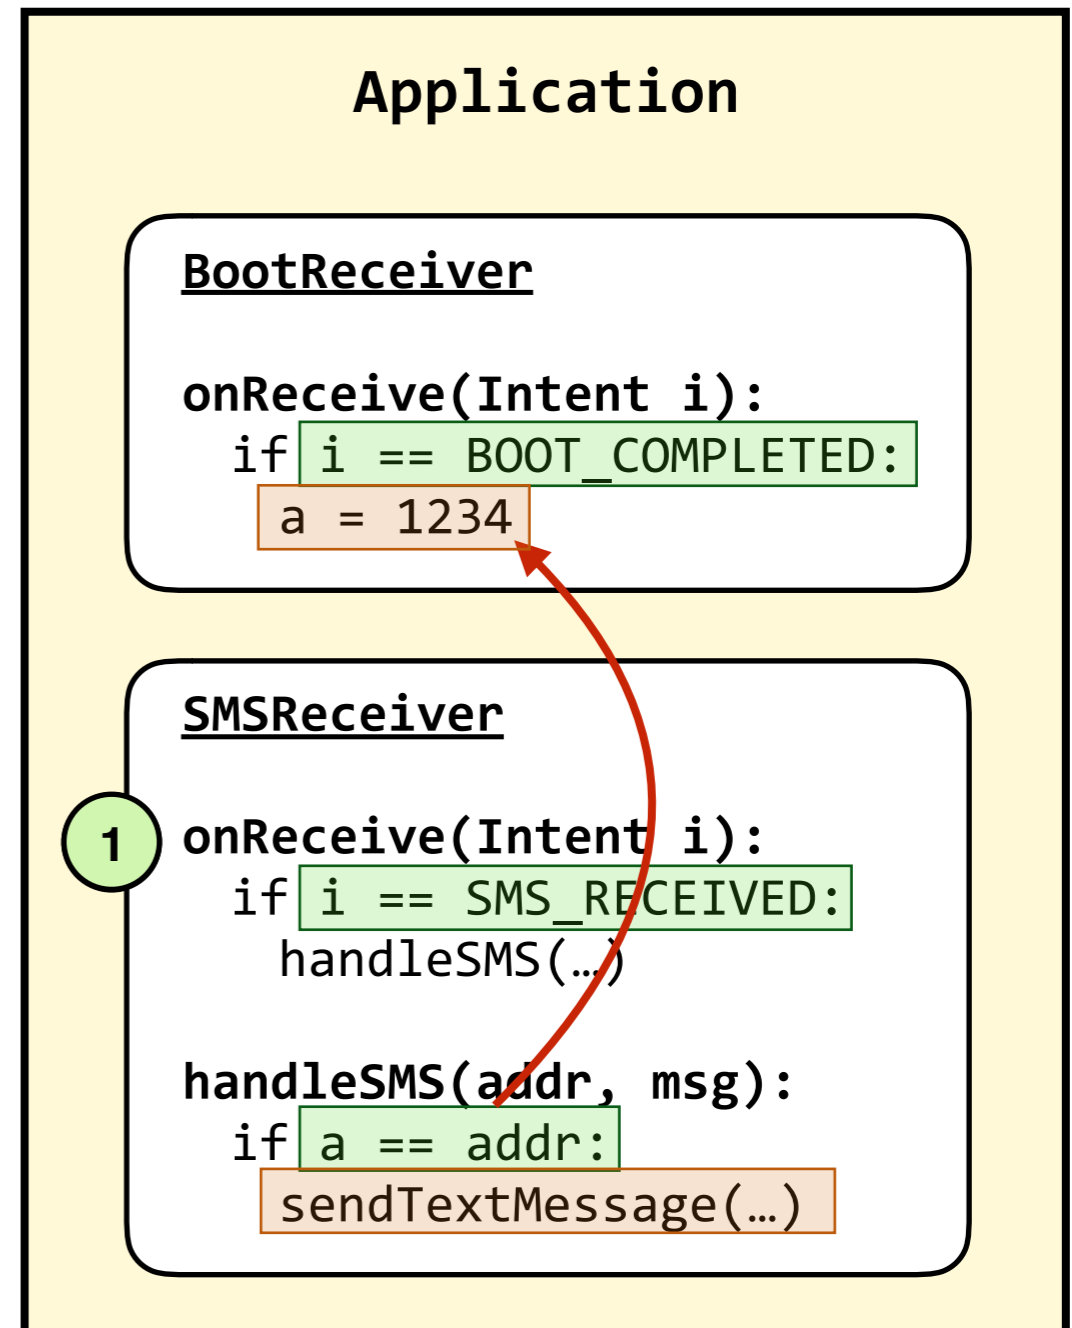 Application
BootReceiver
onReceive(Intent i):
if i == BOOT_COMPLETED:
a = 1234
SMSReceiver
1
onReceive(Intent i):
if i == SMS_RECEIVED:
handleSMS(…)
handleSMS(addr, msg):
if a == addr:
sendTextMessage(…)